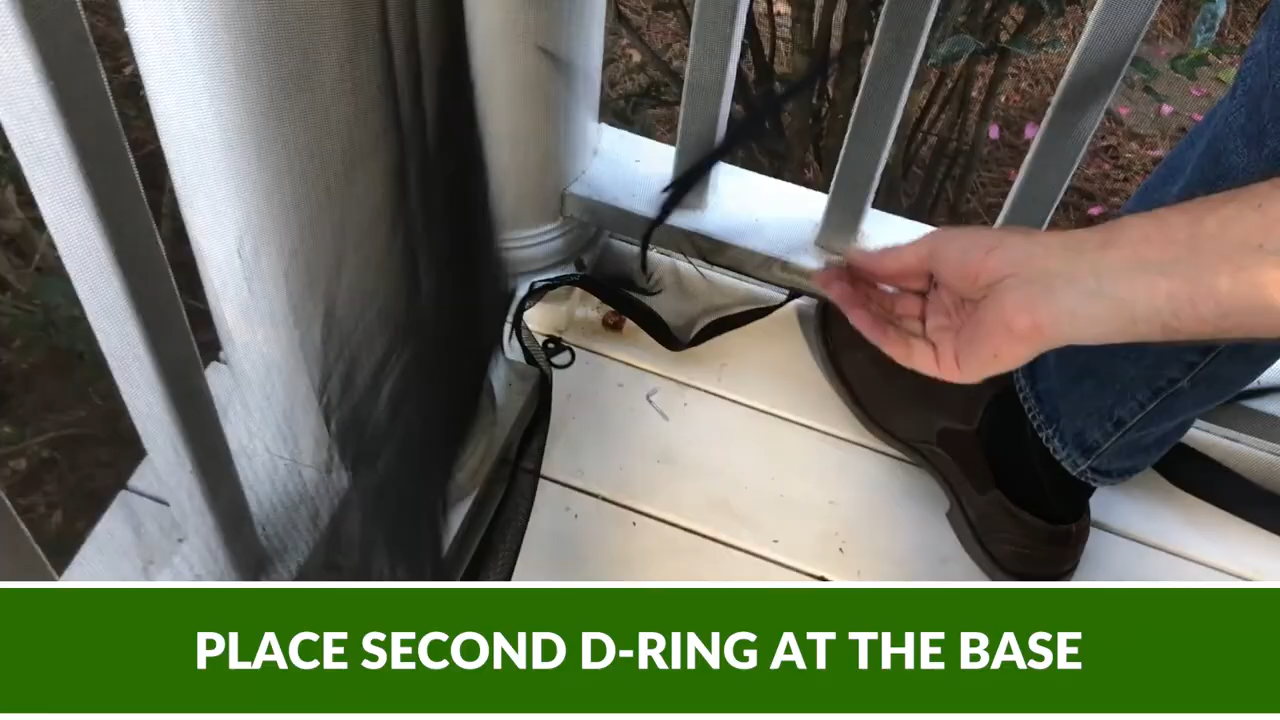 PLACE SECOND D-RING AT THE BASE